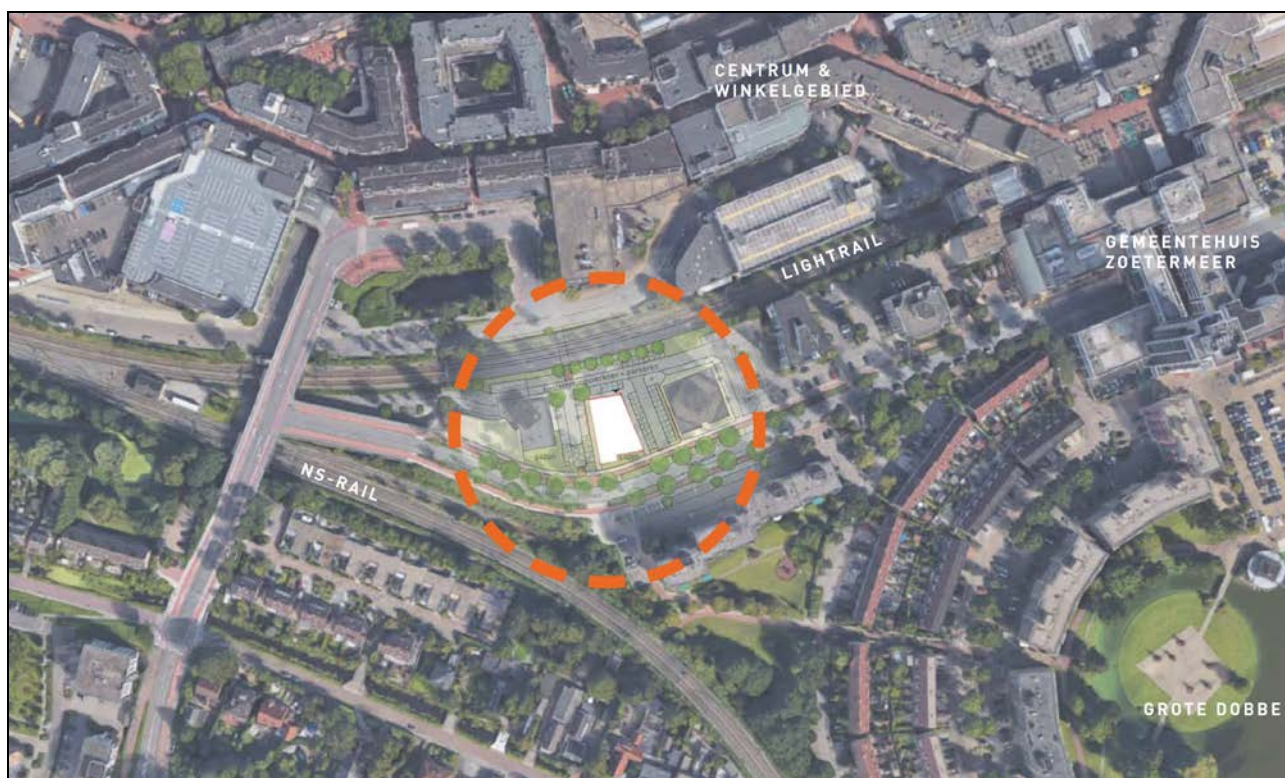 CENTRUM &
WINKELGEBIED
GEMEENTEHUIS
ZOETERMEER
LIGHTRAIL
NS-RAIL
GROTE DOBBE